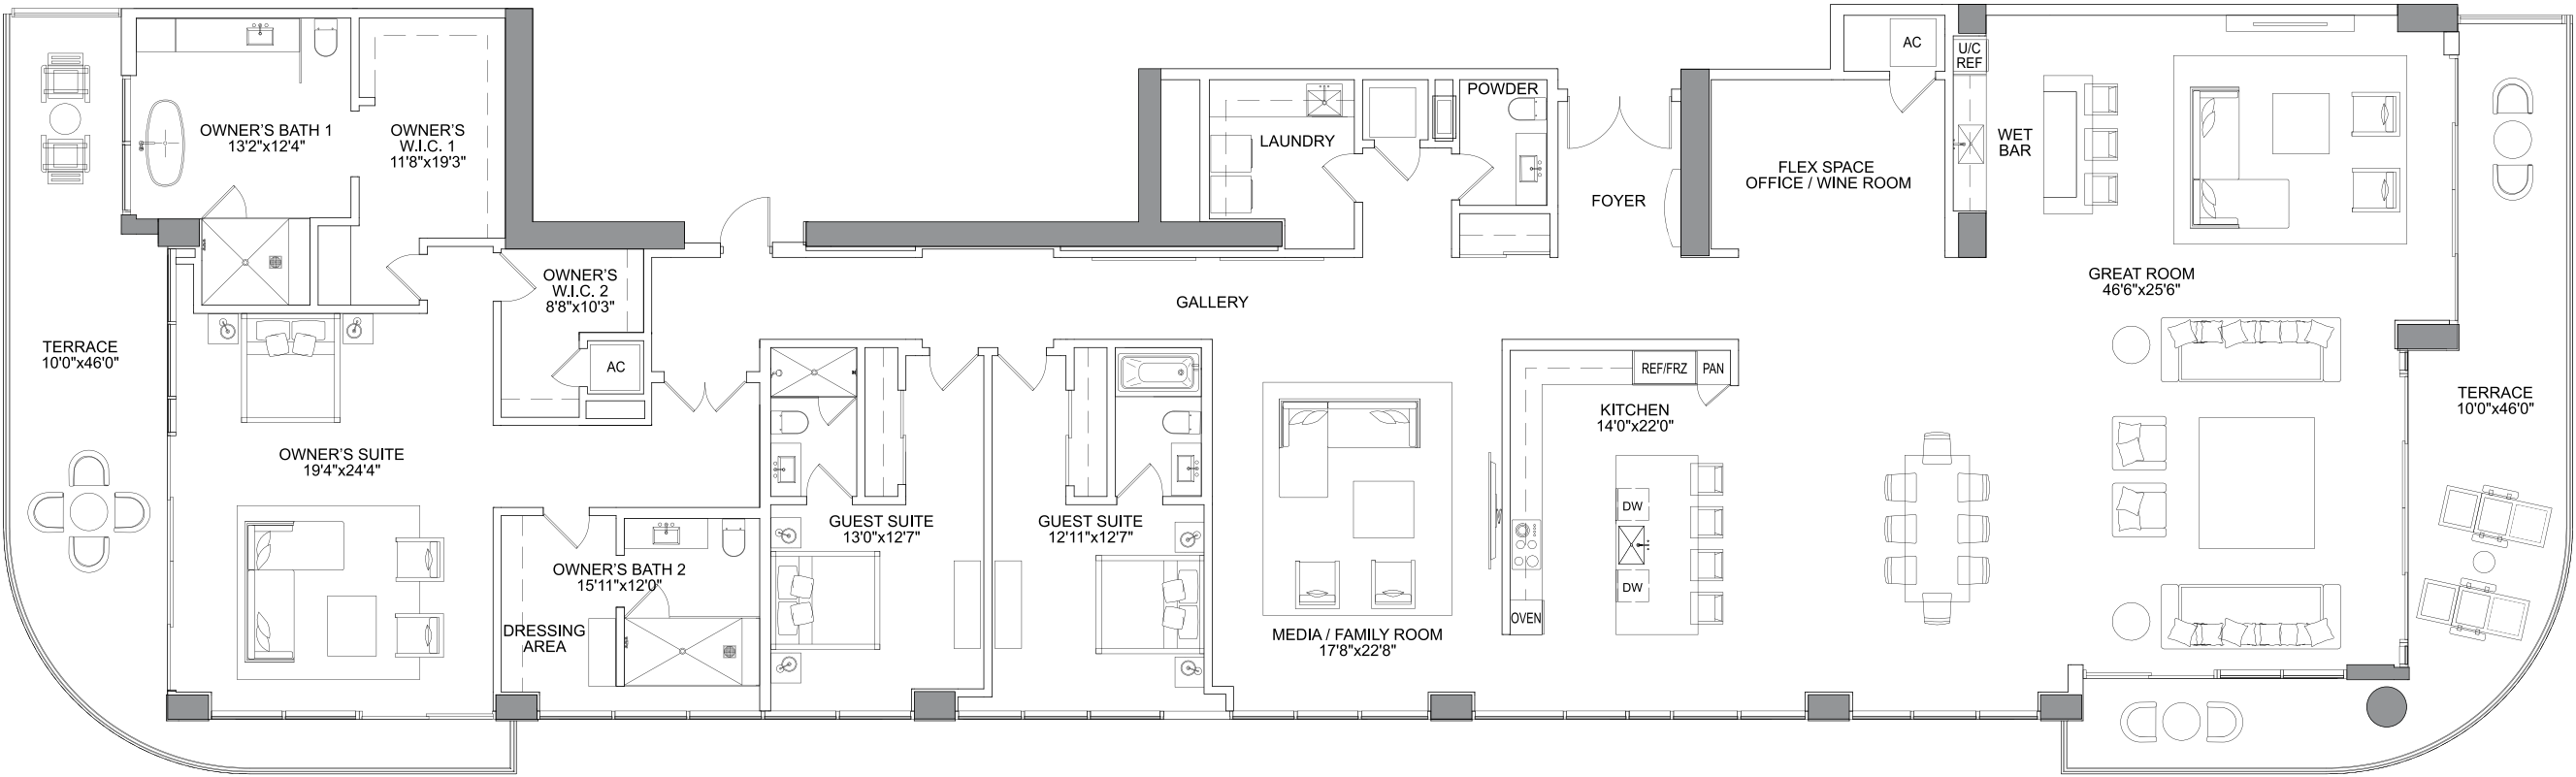 OWNER'S BATH 1
13'2"x12'4"
OWNER'S
W.I.C. 1
11'8"x19'3"
LAUNDRY
POWDER
FOYER
AC
FLEX SPACE
OFFICE / WINE ROOM
U/C
REF
WET
BAR
GREAT ROOM
46'6"x25'6"
OWNER'S
W.I.C. 2
8'8"x10'3"
GALLERY
TERRACE
10'0"x46'0"
AC
REF/FRZ
PAN
KITCHEN
14'0"x22'0"
TERRACE
10'0"x46'0"
OWNER'S SUITE
19'4"x24'4"
GUEST SUITE
13'0"x12'7"
GUEST SUITE
12'11"x12'7"
DW
DW
OWNER'S BATH 2
15'11"x12'0"
DRESSING
AREA
OVEN
MEDIA / FAMILY ROOM
17'8"x22'8"